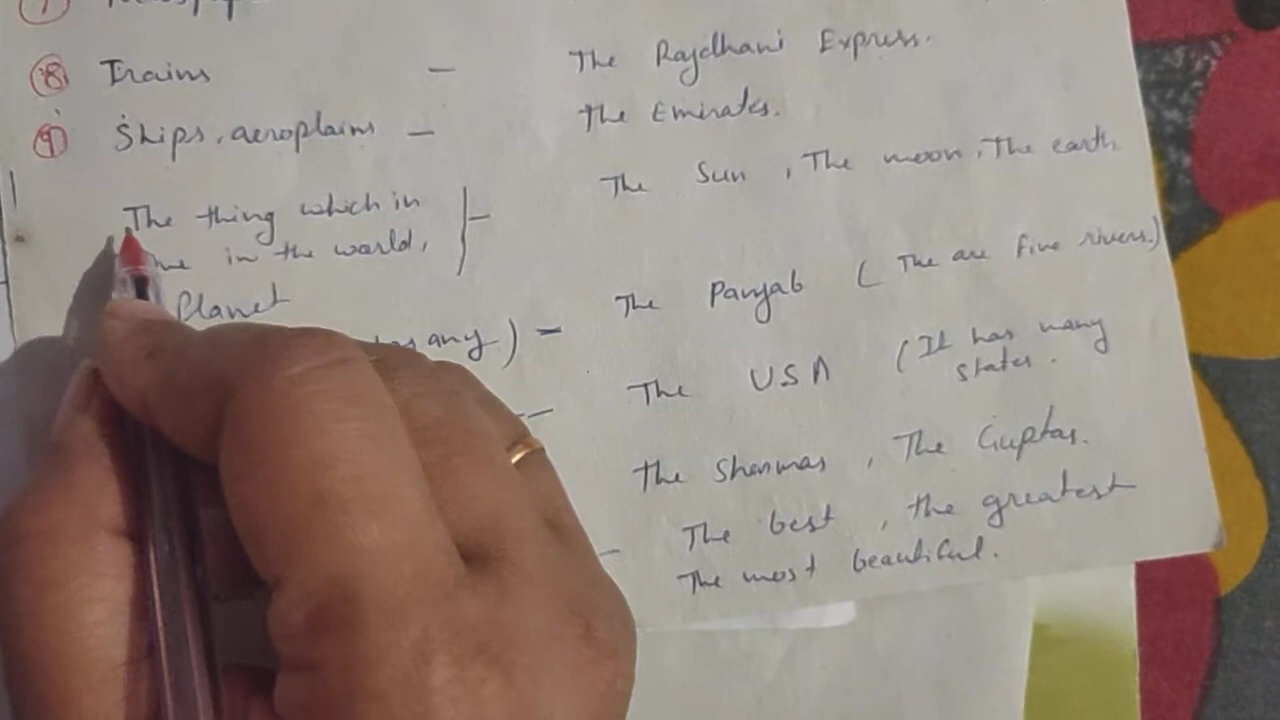 7
8 Trains - The Rajdhani Express.
9 Ships, aeroplains - The Emirates.
The thing which in
in the world, - The Sun, The moon, The earth
Planet
any) - The Panjab ( The are five rivers.)
-- The USA (It has many
states.
The Sharmas, The Guptas.
- The best, the greatest
The most beautiful.